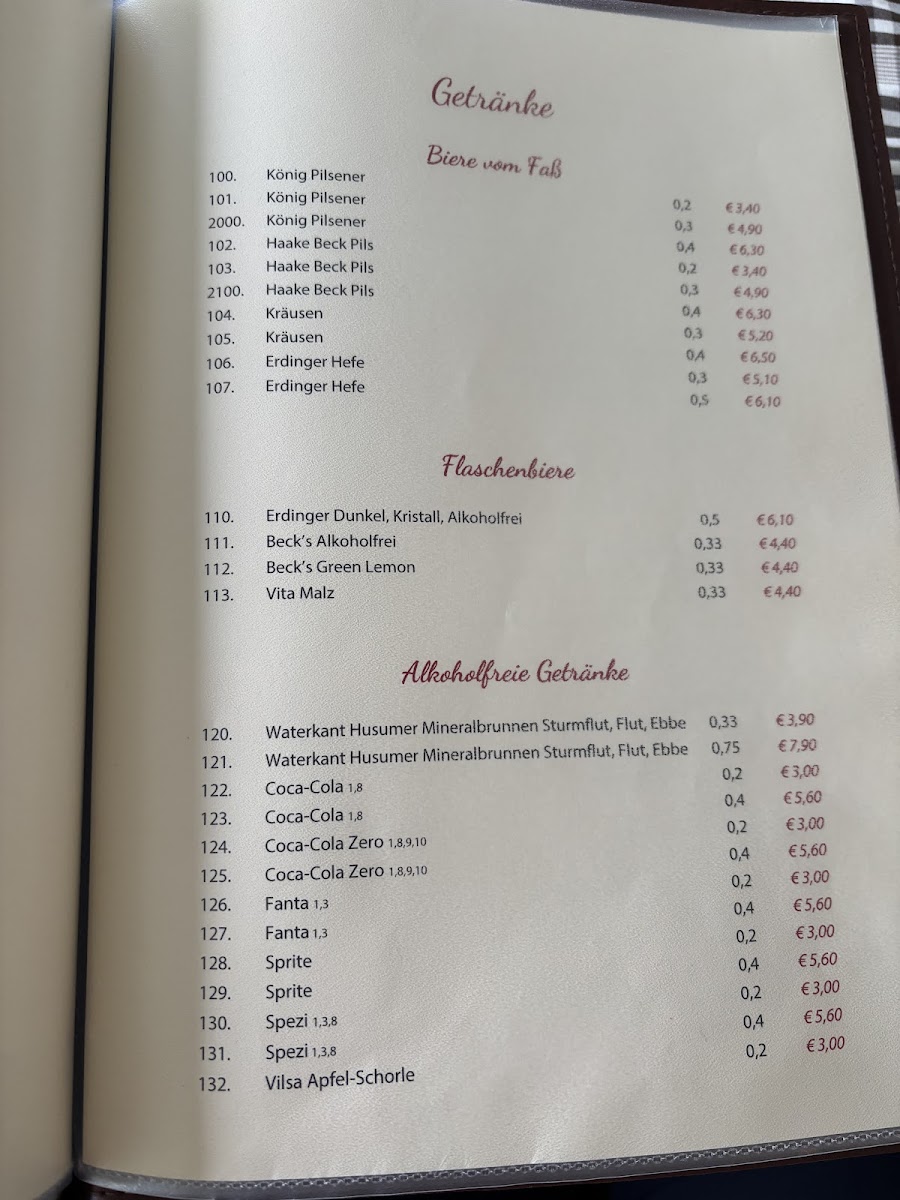 Getränke
Biere vom Faß
100. König Pilsener 0,2 €3,40
101. König Pilsener 0,3 €4,90
2000. König Pilsener 0,4 €6,30
102. Haake Beck Pils 0,2 €3,40
103. Haake Beck Pils 0,3 €4,90
2100. Haake Beck Pils 0,4 €6,30
104. Kräusen 0,3 €5,20
105. Kräusen 0,4 €6,50
106. Erdinger Hefe 0,3 €5,10
107. Erdinger Hefe 0,5 €6,10
Flaschenbiere
110. Erdinger Dunkel, Kristall, Alkoholfrei 0,5 €6,10
111. Beck's Alkoholfrei 0,33 €4,40
112. Beck's Green Lemon 0,33 €4,40
113. Vita Malz 0,33 €4,40
Alkoholfreie Getränke
120. Waterkant Husumer Mineralbrunnen Sturmflut, Flut, Ebbe 0,33 €3,90
121. Waterkant Husumer Mineralbrunnen Sturmflut, Flut, Ebbe 0,75 €7,90
122. Coca-Cola 1,8 0,2 €3,00
123. Coca-Cola 1,8 0,4 €5,60
124. Coca-Cola Zero 1,8,9,10 0,2 €3,00
125. Coca-Cola Zero 1,8,9,10 0,4 €5,60
126. Fanta 1,3 0,2 €3,00
127. Fanta 1,3 0,4 €5,60
128. Sprite 0,2 €3,00
129. Sprite 0,4 €5,60
130. Spezi 1,3,8 0,2 €3,00
131. Spezi 1,3,8 0,4 €5,60
132. Vilsa Apfel-Schorle 0,2 €3,00